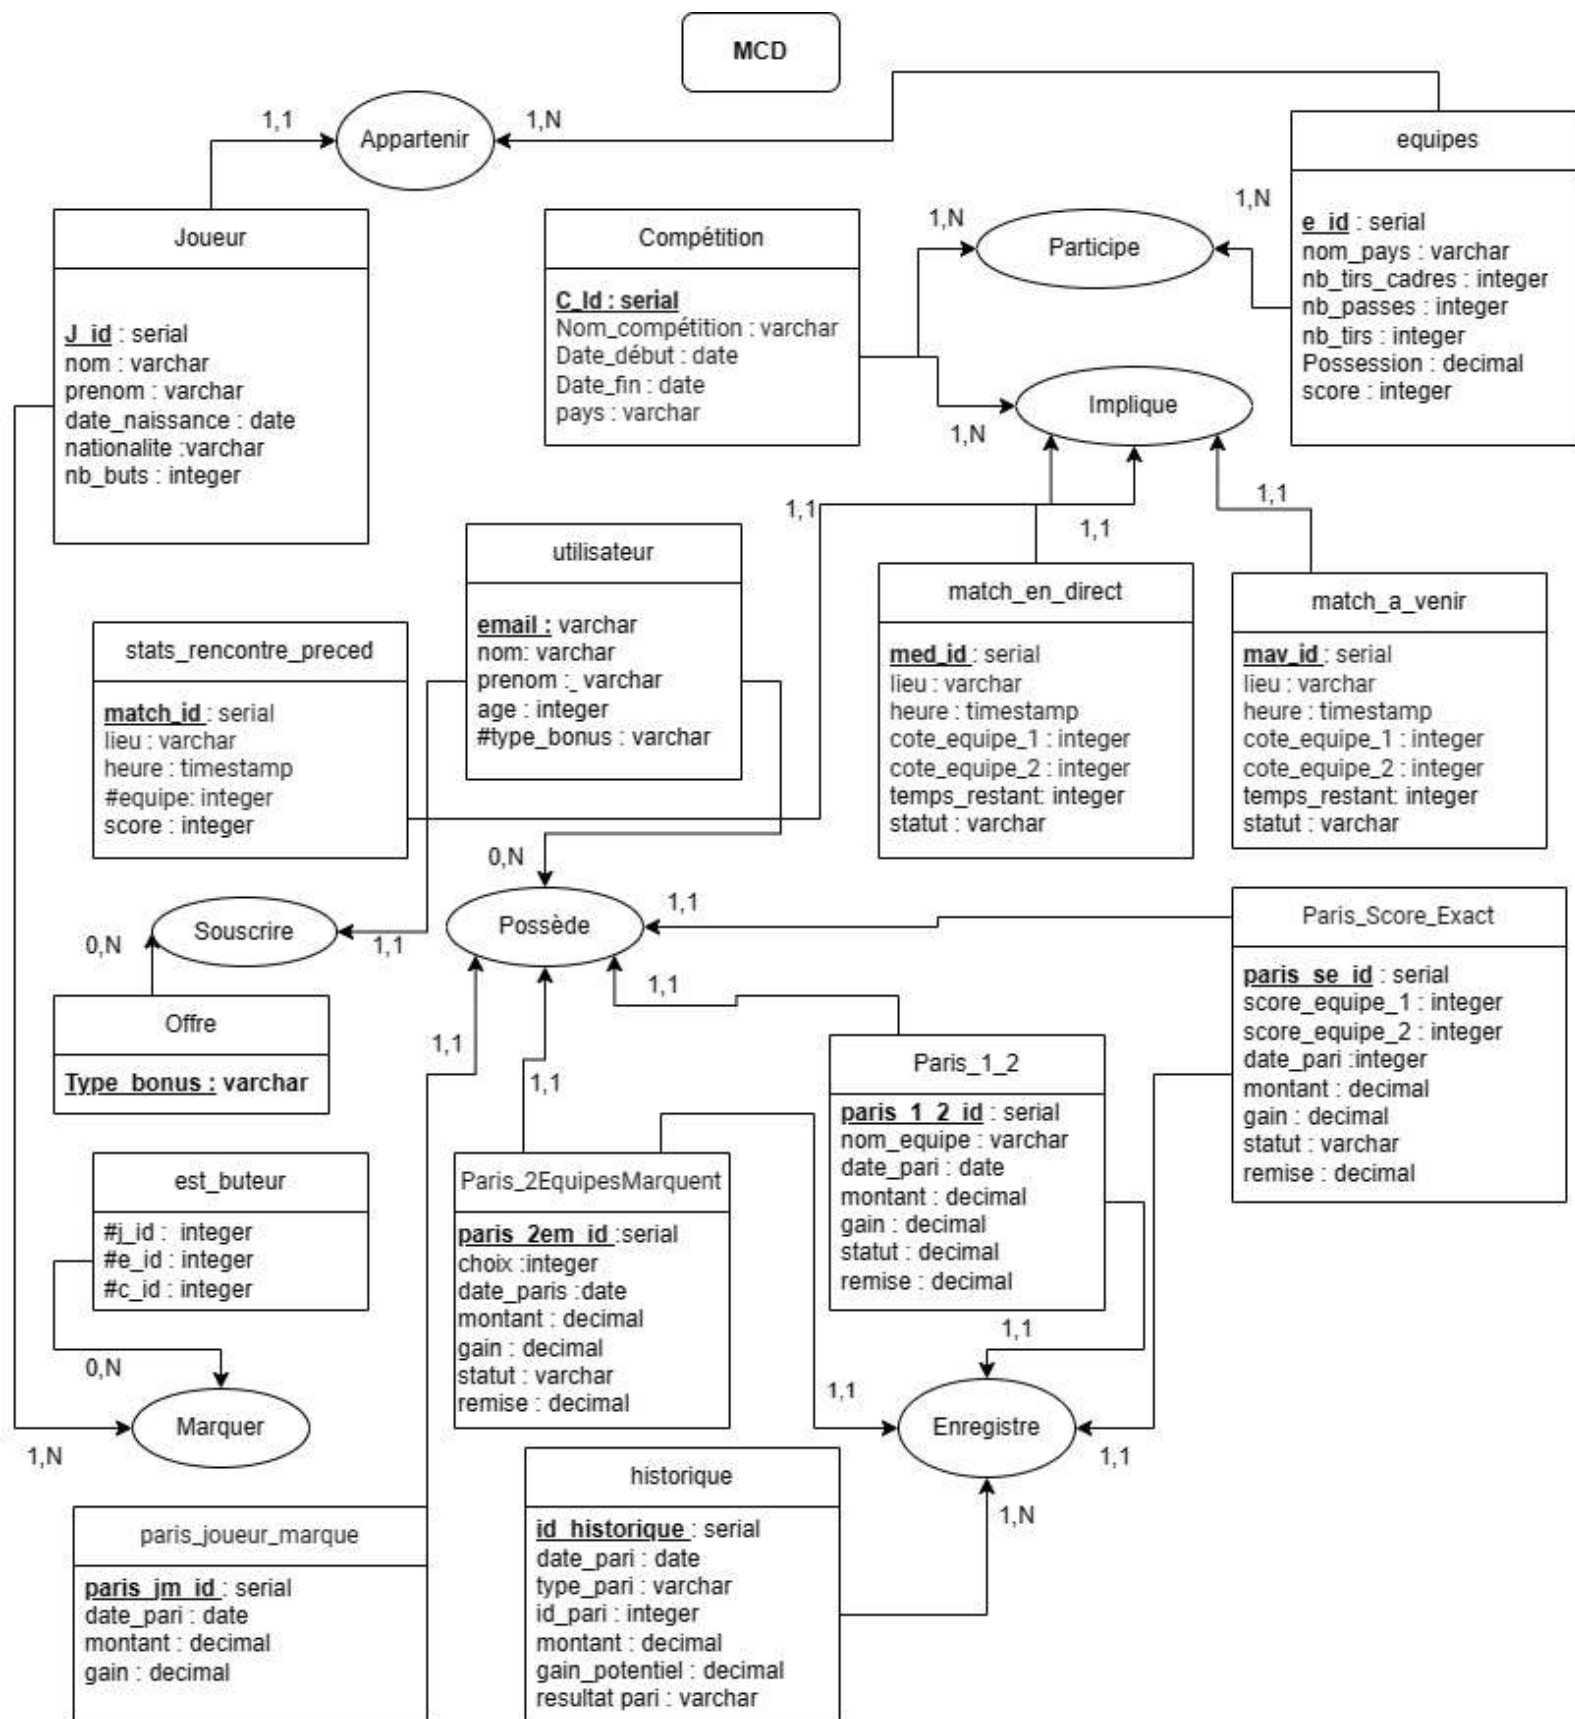 MCD
1,1
Appartenir
1,N
equipes
e_id : serial
nom_pays : varchar
nb_tirs_cadres : integer
nb_passes : integer
nb_tirs : integer
Possession : decimal
score : integer
Joueur
J_id : serial
nom : varchar
prenom : varchar
date_naissance : date
nationalite :varchar
nb_buts : integer
Compétition
C_Id : serial
Nom_compétition : varchar
Date_début : date
Date_fin : date
pays : varchar
1,N
Participe
1,N
Implique
1,N
1,1
1,1
1,1
utilisateur
email : varchar
nom: varchar
prenom :_ varchar
age : integer
#type_bonus : varchar
match_en_direct
med_id : serial
lieu : varchar
heure : timestamp
cote_equipe_1 : integer
cote_equipe_2 : integer
temps_restant: integer
statut : varchar
match_a_venir
mav_id : serial
lieu : varchar
heure : timestamp
cote_equipe_1 : integer
cote_equipe_2 : integer
temps_restant: integer
statut : varchar
stats_rencontre_preced
match_id : serial
lieu : varchar
heure : timestamp
#equipe: integer
score : integer
0,N
Souscrire
1,1
0,N
Possède
1,1
1,1
1,1
1,1
Paris_Score_Exact
paris_se_id : serial
score_equipe_1 : integer
score_equipe_2 : integer
date_pari :integer
montant : decimal
gain : decimal
statut : varchar
remise : decimal
Offre
Type_bonus : varchar
Paris_1_2
paris_1_2_id : serial
nom_equipe : varchar
date_pari : date
montant : decimal
gain : decimal
statut : decimal
remise : decimal
est_buteur
#j_id : integer
#e_id : integer
#c_id : integer
Paris_2EquipesMarquent
paris_2em_id :serial
choix :integer
date_paris :date
montant : decimal
gain : decimal
statut : varchar
remise : decimal
0,N
Marquer
1,N
1,1
1,1
Enregistre
1,1
1,N
historique
id_historique : serial
date_pari : date
type_pari : varchar
id_pari : integer
montant : decimal
gain_potentiel : decimal
resultat pari : varchar
paris_joueur_marque
paris_jm_id : serial
date_pari : date
montant : decimal
gain : decimal